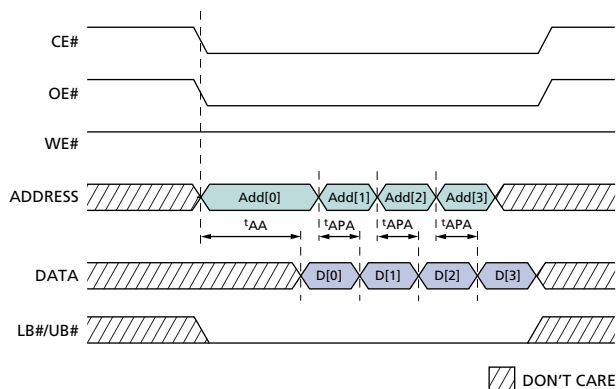 CE#
OE#
WE#
ADDRESS Add[0] Add[1] Add[2] Add[3]
tAA tAPA tAPA tAPA
DATA D[0] D[1] D[2] D[3]
LB#/UB#
DON'T CARE